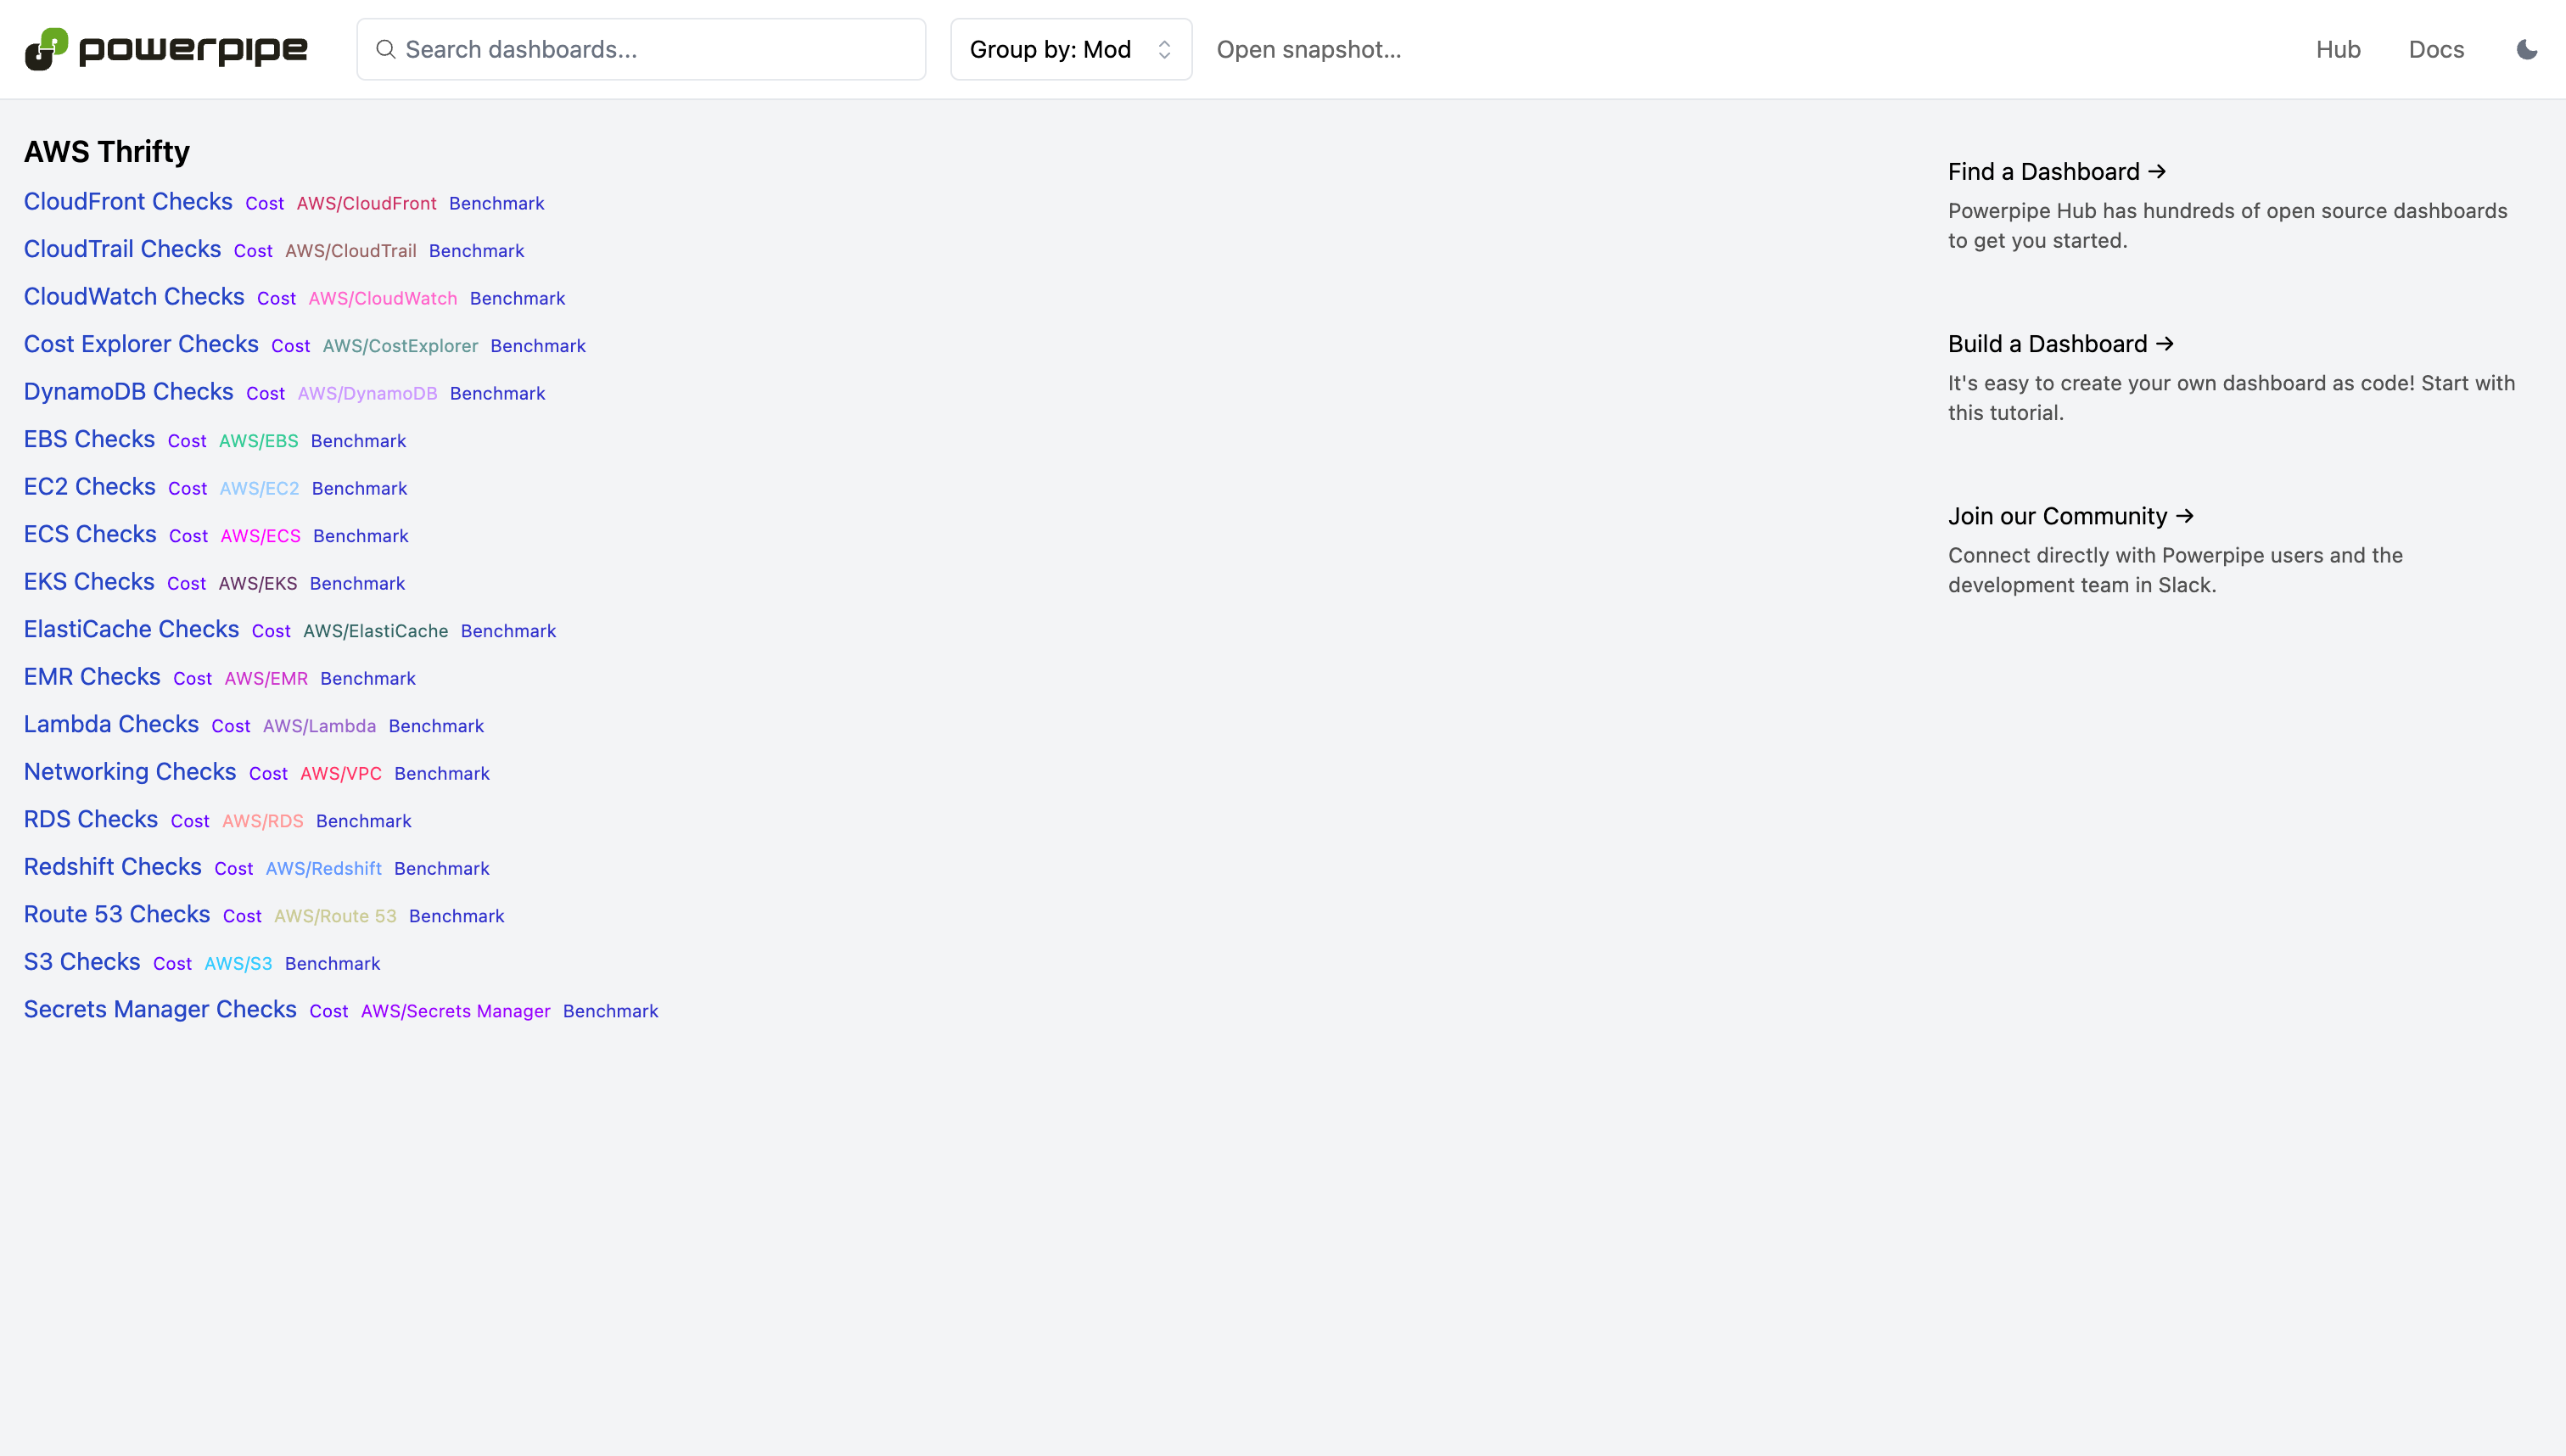 powerpipe
Search dashboards...
Group by: Mod
Open snapshot...
Hub
Docs
AWS Thrifty
CloudFront Checks Cost AWS/CloudFront Benchmark
CloudTrail Checks Cost AWS/CloudTrail Benchmark
CloudWatch Checks Cost AWS/CloudWatch Benchmark
Cost Explorer Checks Cost AWS/CostExplorer Benchmark
DynamoDB Checks Cost AWS/DynamoDB Benchmark
EBS Checks Cost AWS/EBS Benchmark
EC2 Checks Cost AWS/EC2 Benchmark
ECS Checks Cost AWS/ECS Benchmark
EKS Checks Cost AWS/EKS Benchmark
ElastiCache Checks Cost AWS/ElastiCache Benchmark
EMR Checks Cost AWS/EMR Benchmark
Lambda Checks Cost AWS/Lambda Benchmark
Networking Checks Cost AWS/VPC Benchmark
RDS Checks Cost AWS/RDS Benchmark
Redshift Checks Cost AWS/Redshift Benchmark
Route 53 Checks Cost AWS/Route 53 Benchmark
S3 Checks Cost AWS/S3 Benchmark
Secrets Manager Checks Cost AWS/Secrets Manager Benchmark
Find a Dashboard →
Powerpipe Hub has hundreds of open source dashboards
to get you started.
Build a Dashboard →
It's easy to create your own dashboard as code! Start with
this tutorial.
Join our Community →
Connect directly with Powerpipe users and the
development team in Slack.